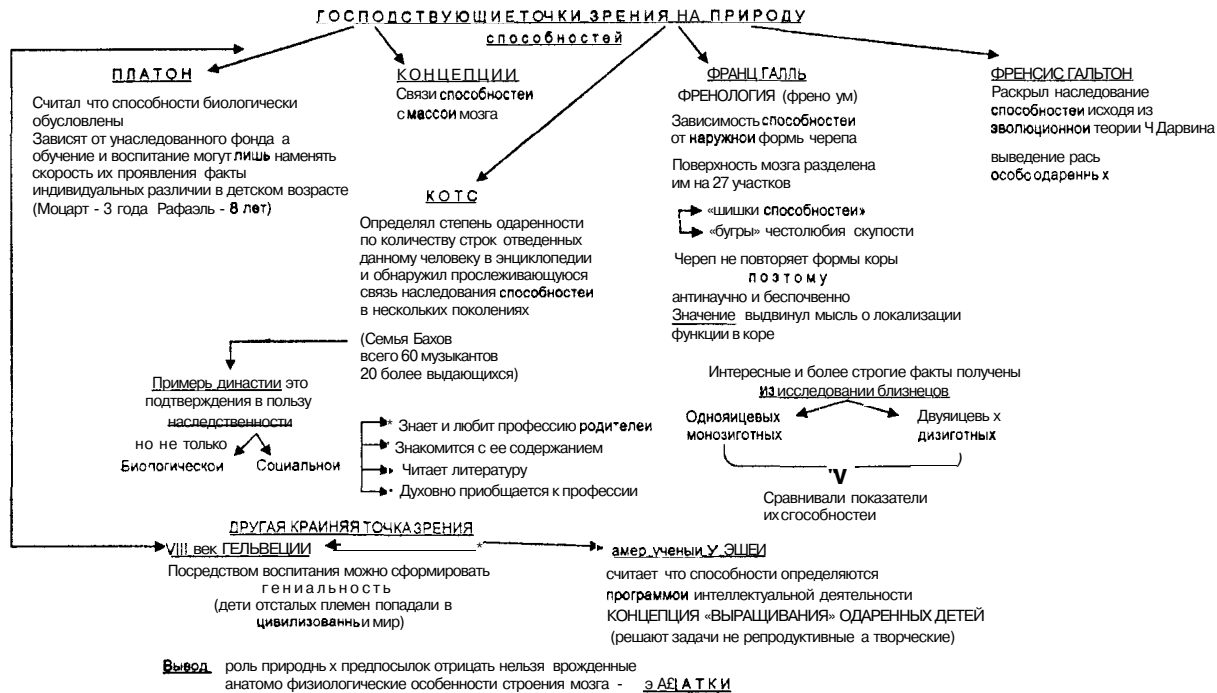 ГОСПОДСТВУЮЩИЕ ТОЧКИ ЗРЕНИЯ НА ПРИРОДУ
способностей
ПЛАТОН
Считал что способности биологически
обусловлены
Зависят от унаследованного фонда а
обучение и воспитание могут лишь наменять
скорость их проявления факты
индивидуальных различии в детском возрасте
(Моцарт - 3 года Рафаэль - 8 лет)
КОНЦЕПЦИИ
Связи способностеи
с массои мозга
КОТС
Определял степень одаренности
по количеству строк отведенных
данному человеку в энциклопедии
и обнаружил прослеживающуюся
связь наследования способностеи
в нескольких поколениях
(Семья Бахов
всего 60 музыкантов
20 более выдающихся)
ФРАНЦ ГАЛЛЬ
ФРЕНОЛОГИЯ (френо ум)
Зависимость способностеи
от наружнои формь черепа
Поверхность мозга разделена
им на 27 участков
«шишки способностеи»
«бугры» честолюбия скупости
Череп не повторяет формы коры
поэтому
антинаучно и беспочвенно
Значение выдвинул мысль о локализации
функции в коре
ФРЕНСИС ГАЛЬТОН
Раскрыл наследование
способностеи исходя из
эволюционнои теории Ч Дарвина
выведение рась
особо одареннь х
Примерь династии это
подтверждения в пользу
наследственности
но не только
Биологическои Социальнои
* Знает и любит профессию родителеи
Знакомится с ее содержанием
Читает литературу
• Духовно приобщается к профессии
Интересные и более строгие факты получены
из исследовании близнецов
Однояицевых
монозиготных
Двуяицевь х
дизиготных
Сравнивали показатели
их сгособностеи
ДРУГАЯ КРАИНЯЯ ТОЧКА ЗРЕНИЯ
VIII век ГЕЛЬВЕЦИИ
Посредством воспитания можно сформировать
гениальность
(дети отсталых племен попадали в
цивилизованньи мир)
амер ученыи У ЭШЕИ
считает что способности определяются
программои интеллектуальной деятельности
КОНЦЕПЦИЯ «ВЫРАЩИВАНИЯ» ОДАРЕННЫХ ДЕТЕЙ
(решают задачи не репродуктивные а творческие)
Вывод роль природнь х предпосылок отрицать нельзя врожденные
анатомо физиологические особенности строения мозга -